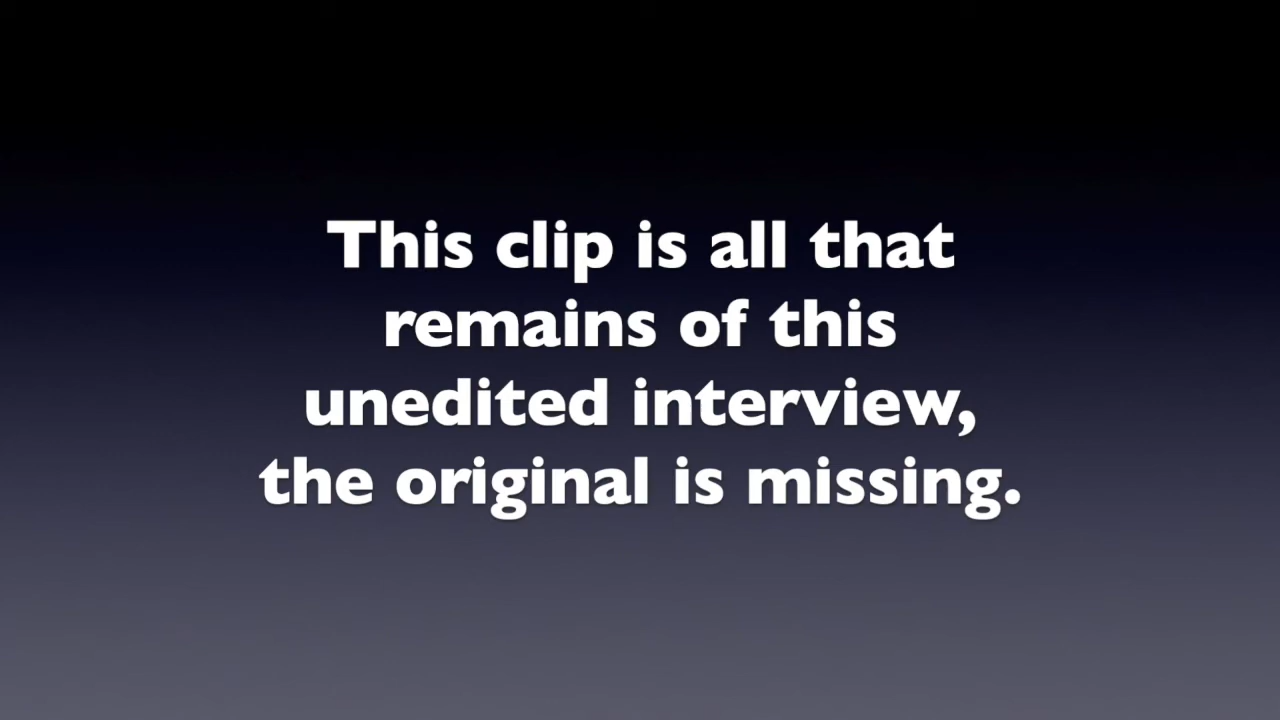 This clip is all that
remains of this
unedited interview,
the original is missing.